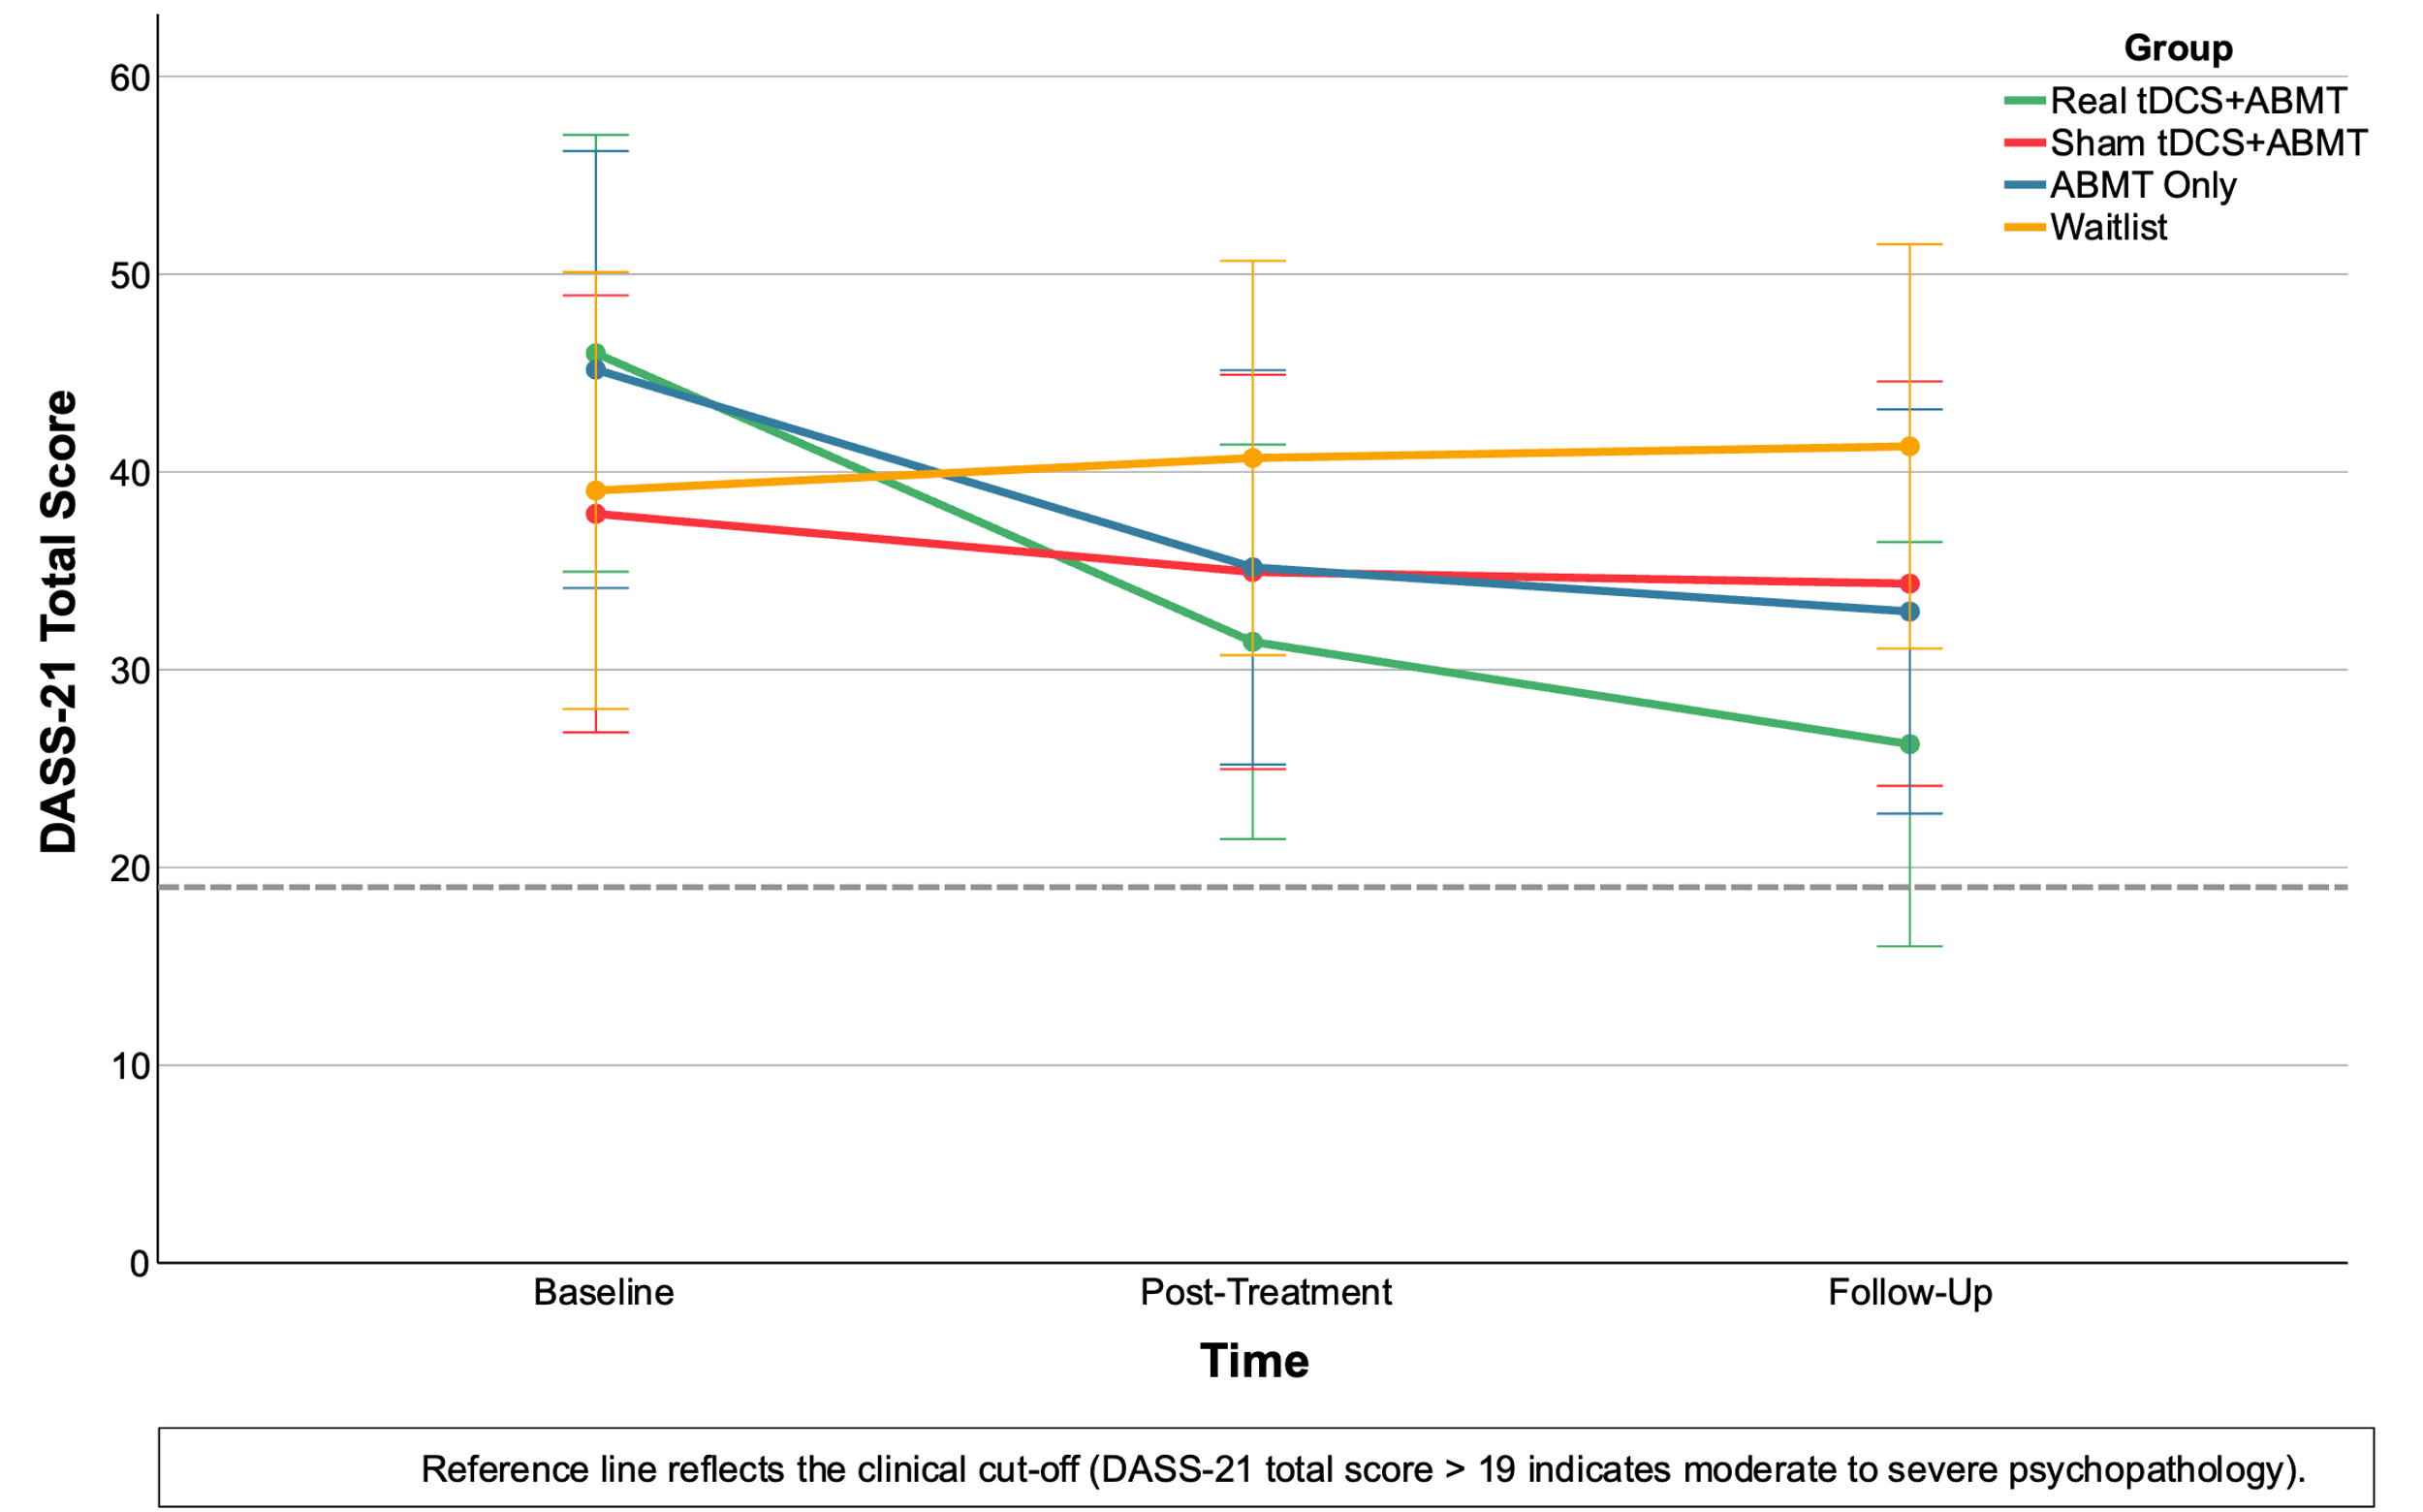 Group
Real tDCS+ABMT
Sham tDCS+ABMT
ABMT Only
Waitlist
60
50
40
30
20
10
0
DASS-21 Total Score
Baseline
Post-Treatment
Follow-Up
Time
Reference line reflects the clinical cut-off (DASS-21 total score > 19 indicates moderate to severe psychopathology).